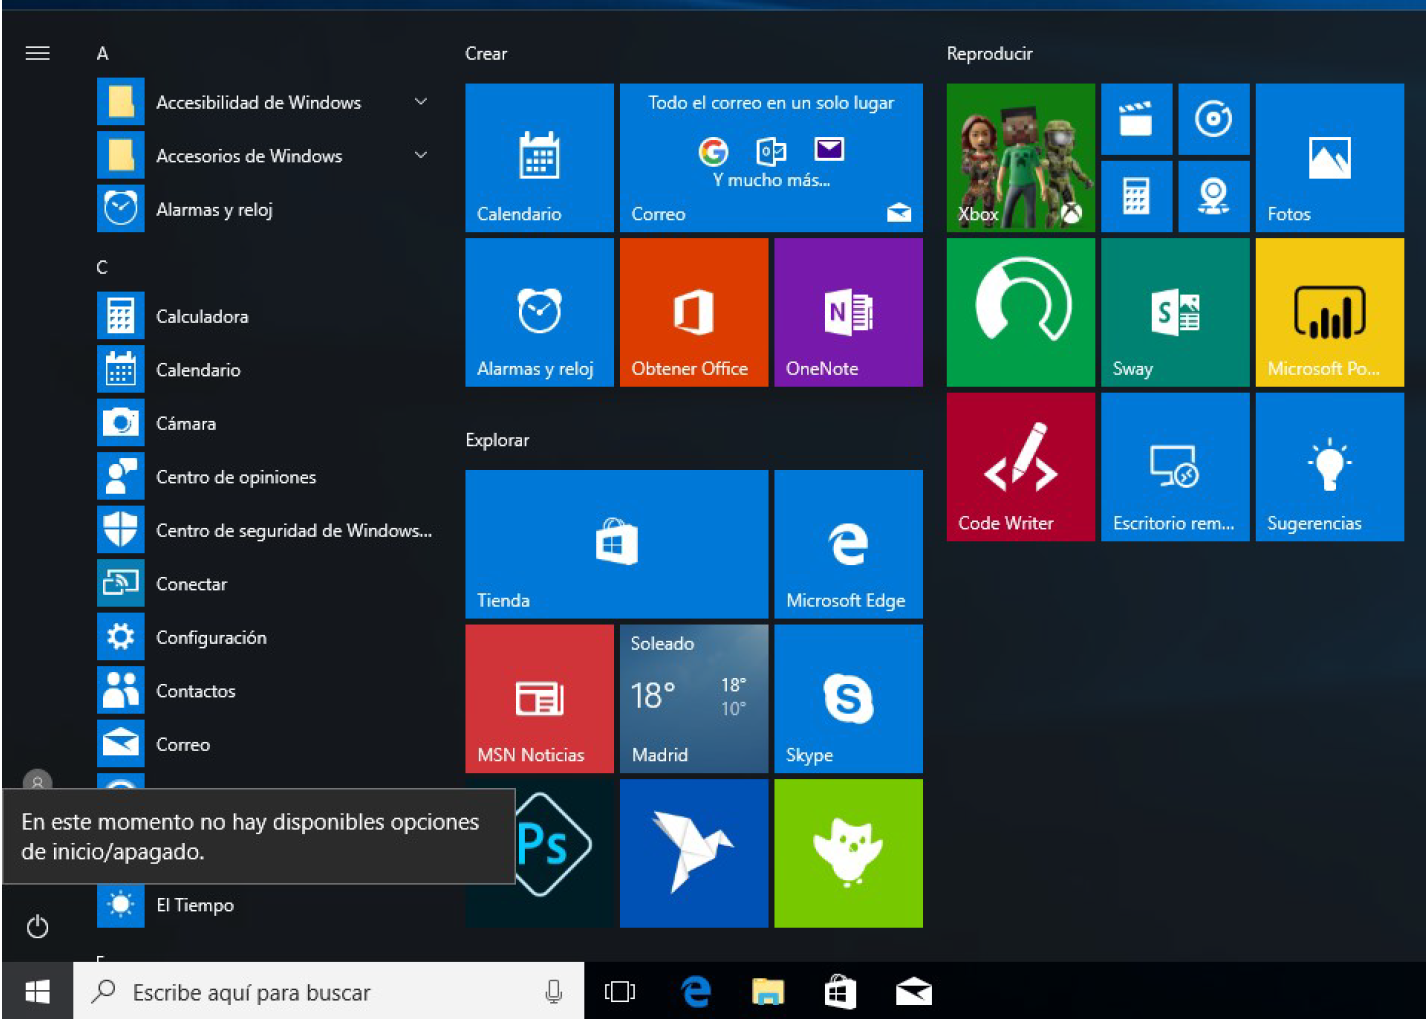 A
Accesibilidad de Windows
Accesorios de Windows
Alarmas y reloj
C
Calculadora
Calendario
Cámara
Centro de opiniones
Centro de seguridad de Windows...
Conectar
Configuración
Contactos
Correo
En este momento no hay disponibles opciones
de inicio/apagado.
El Tiempo
Crear
Calendario
Todo el correo en un solo lugar
Y mucho más...
Correo
Alarmas y reloj
Obtener Office
N
OneNote
Explorar
Tienda
Microsoft Edge
MSN Noticias
Soleado
18°
18°
10°
Madrid
S
Skype
Ps
Reproducir
Xbox
Fotos
S
Sway
Microsoft Po...
Code Writer
Escritorio rem...
Sugerencias
Escribe aquí para buscar